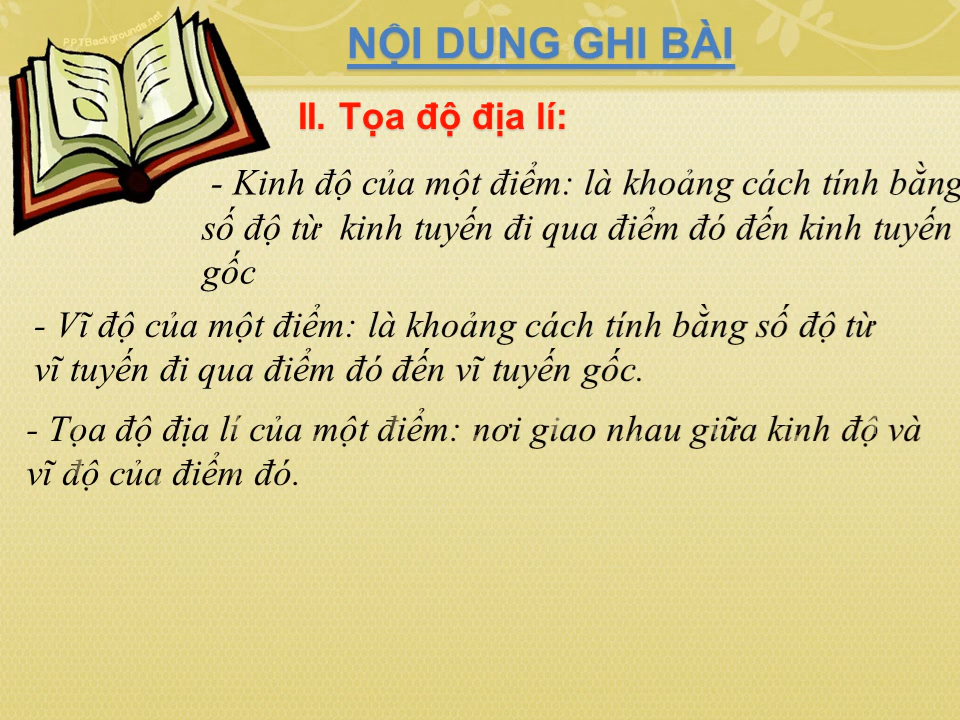 PPTBackgrounds.net
NỘI DUNG GHI BÀI
II. Tọa độ địa lí:
- Kinh độ của một điểm: là khoảng cách tính bằng
số độ từ kinh tuyến đi qua điểm đó đến kinh tuyến
gốc
- Vĩ độ của một điểm: là khoảng cách tính bằng số độ từ
vĩ tuyến đi qua điểm đó đến vĩ tuyến gốc.
- Tọa độ địa lí của một điểm: nơi giao nhau giữa kinh độ và
vĩ độ của điểm đó.